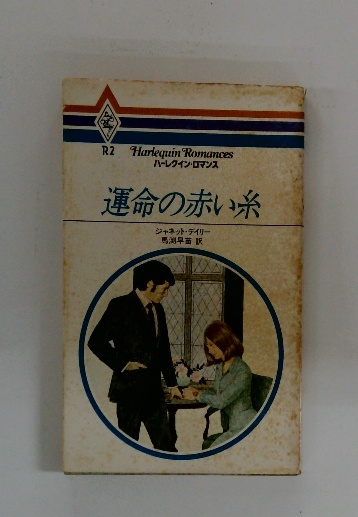 R2
Harlequin Romances
ハーレクイン・ロマンス
運命の赤い糸
ジャネット・デイリー
馬渕早苗 訳